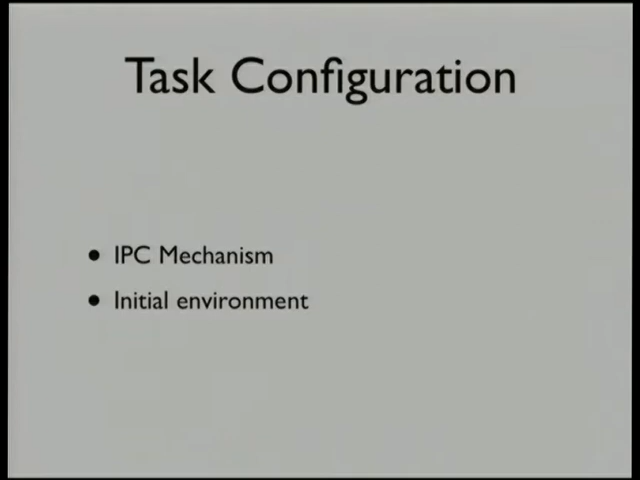 Task Configuration
• IPC Mechanism
• Initial environment